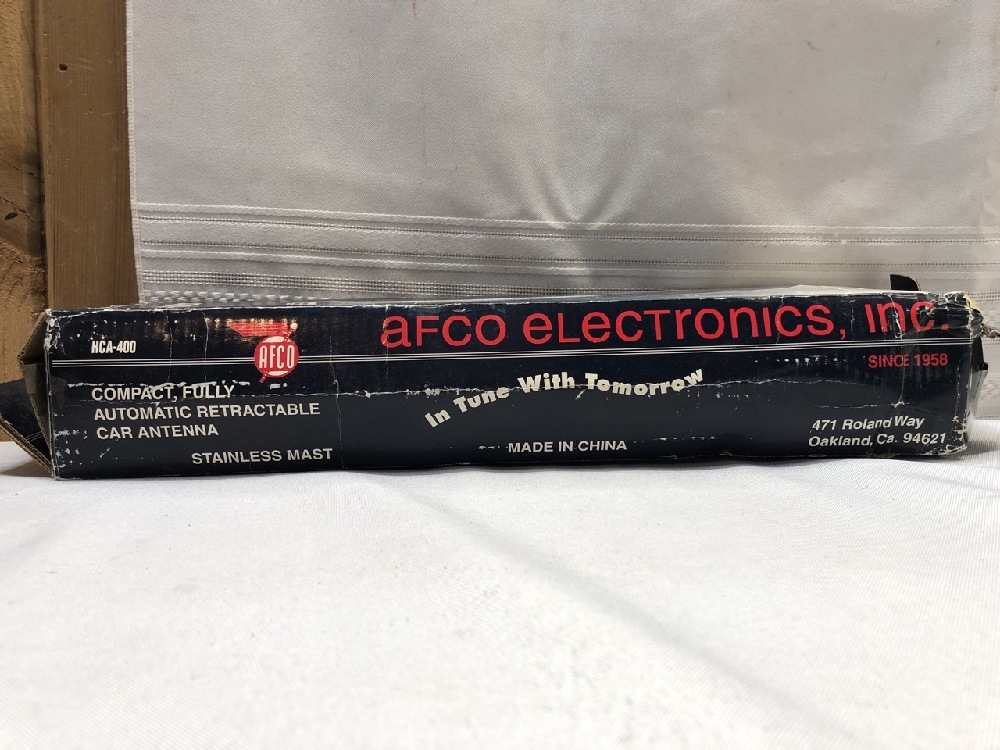 HCA-400
AFCO
aFCO eLecTronics, inc.
SINCE 1958
COMPACT, FULLY
AUTOMATIC RETRACTABLE
CAR ANTENNA
STAINLESS MAST
In Tune With Tomorrow
MADE IN CHINA
471 Roland Way
Oakland, Ca. 94621